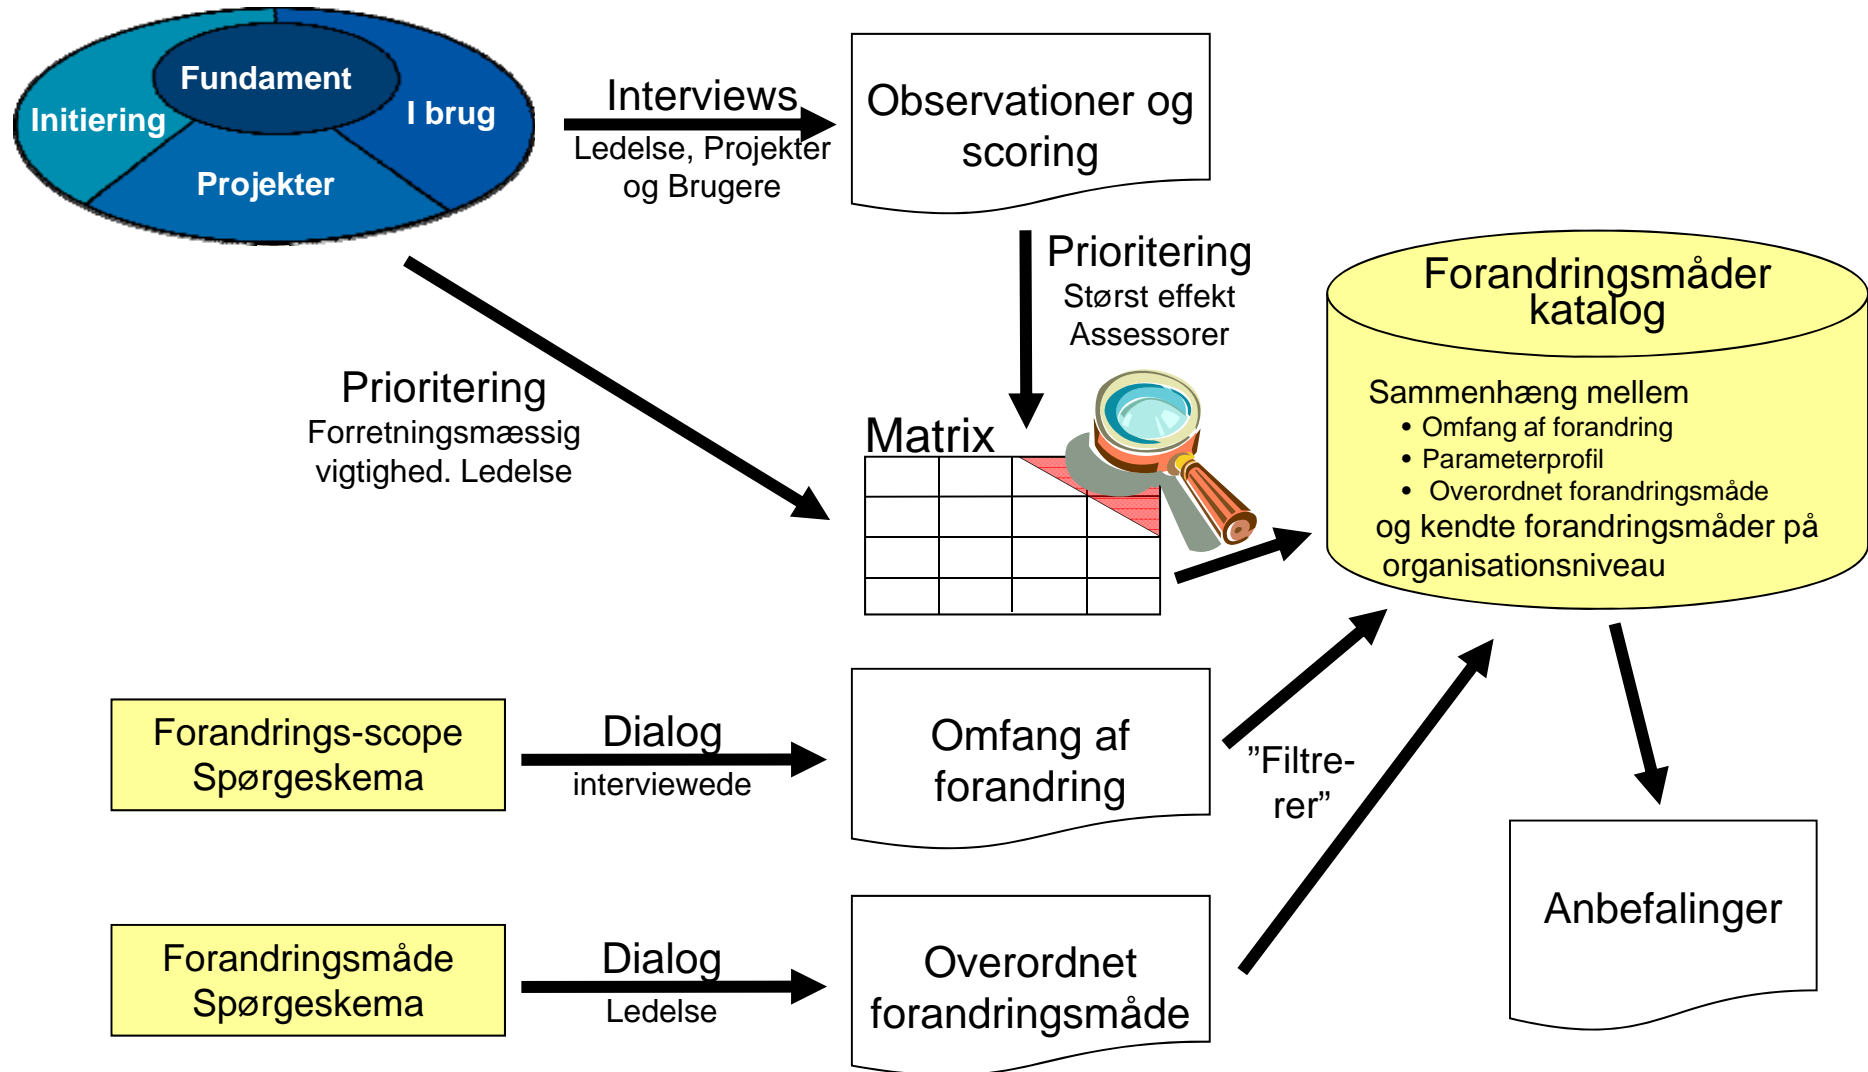 Fundament
Initiering
I brug
Projekter
Interviews
Ledelse, Projekter
og Brugere
Observationer og
scoring
Prioritering
Størst effekt
Assessorer
Prioritering
Forretningsmæssig
vigtighed. Ledelse
Matrix
Forandringsmåder
katalog
Sammenhæng mellem
• Omfang af forandring
• Parameterprofil
• Overordnet forandringsmåde
og kendte forandringsmåder på
organisationsniveau
Forandrings-scope
Spørgeskema
Dialog
interviewede
Omfang af
forandring
”Filtre-
rer”
Forandringsmåde
Spørgeskema
Dialog
Ledelse
Overordnet
forandringsmåde
Anbefalinger